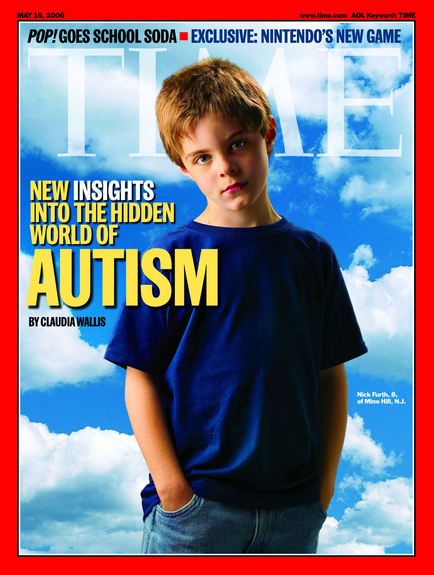 MAY 15, 2006
www.time.com AOL Keyword: TIME
POP! GOES SCHOOL SODA ■ EXCLUSIVE: NINTENDO'S NEW GAME
TIME
NEW INSIGHTS
INTO THE HIDDEN
WORLD OF
AUTISM
BY CLAUDIA WALLIS
Nick Furth, 8,
of Mine Hill, N.J.